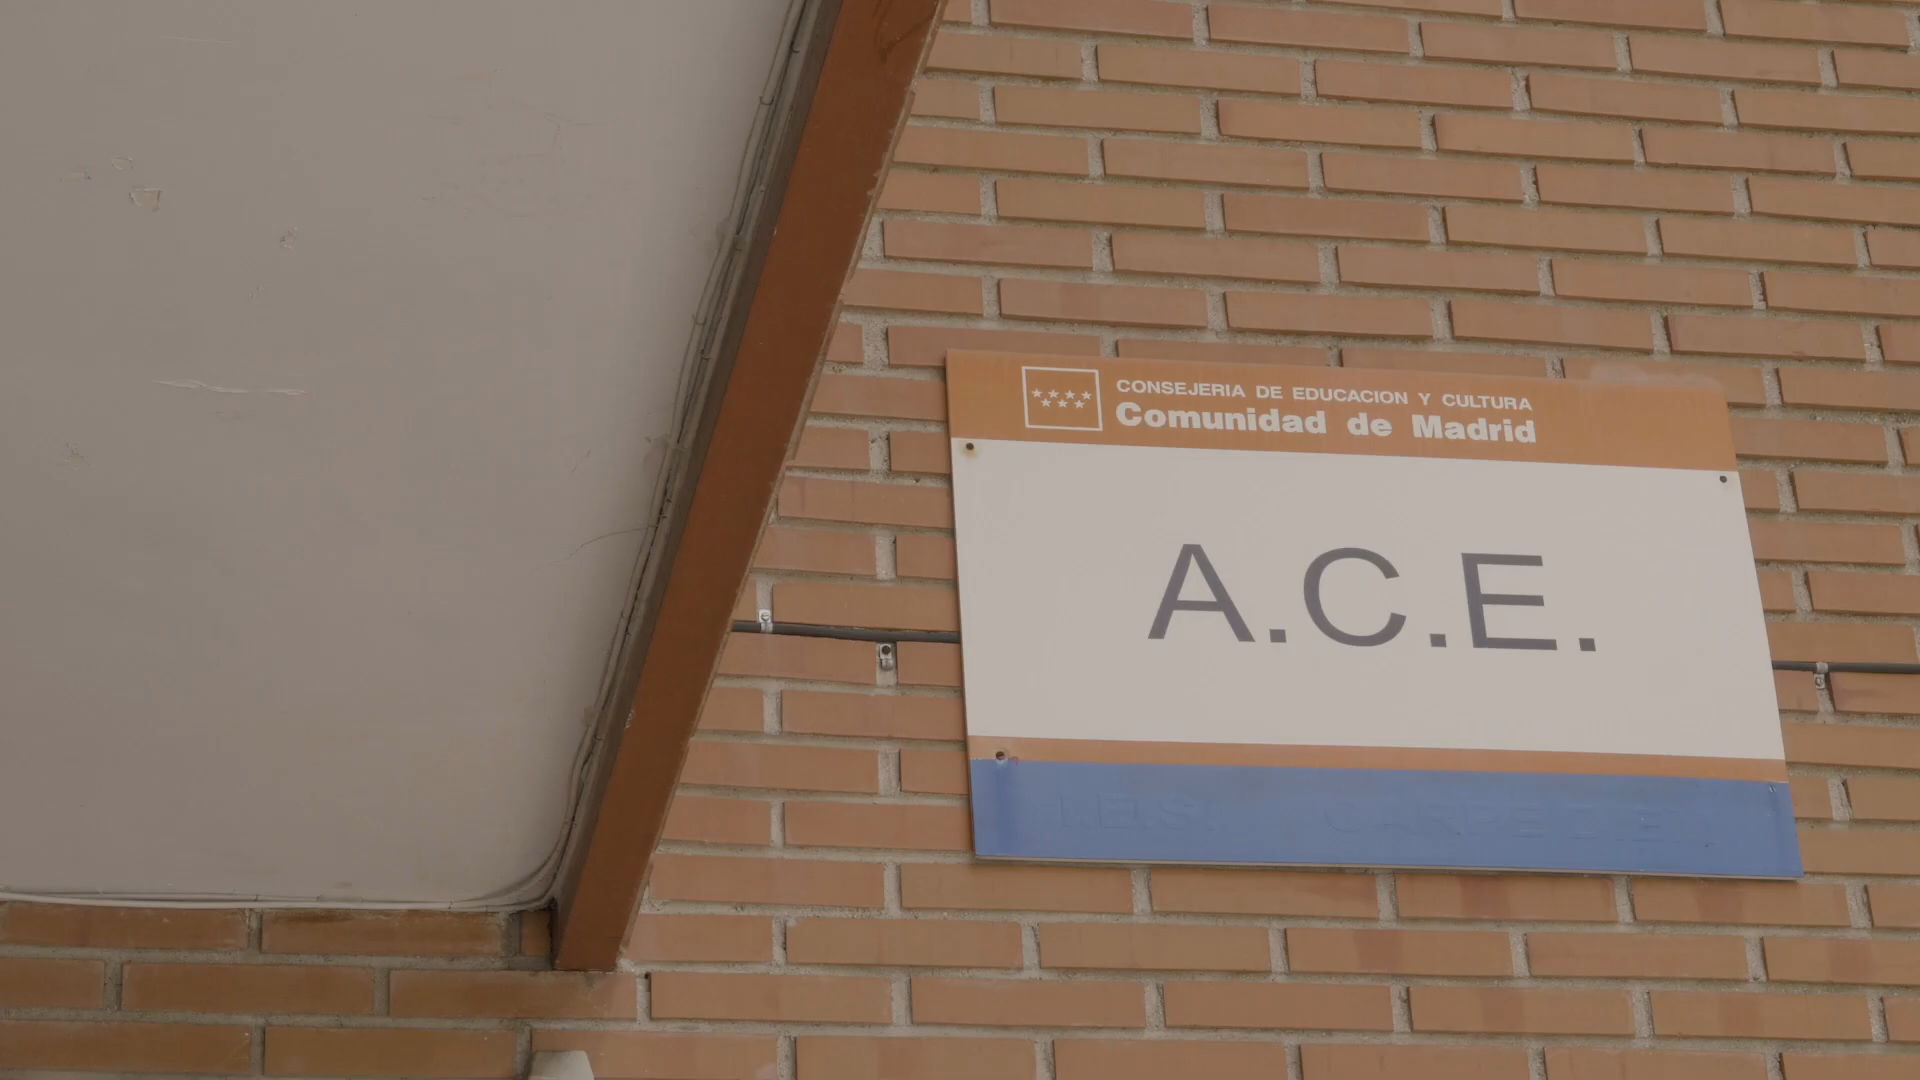 CONSEJERIA DE EDUCACION Y CULTURA
Comunidad de Madrid
A.C.E.